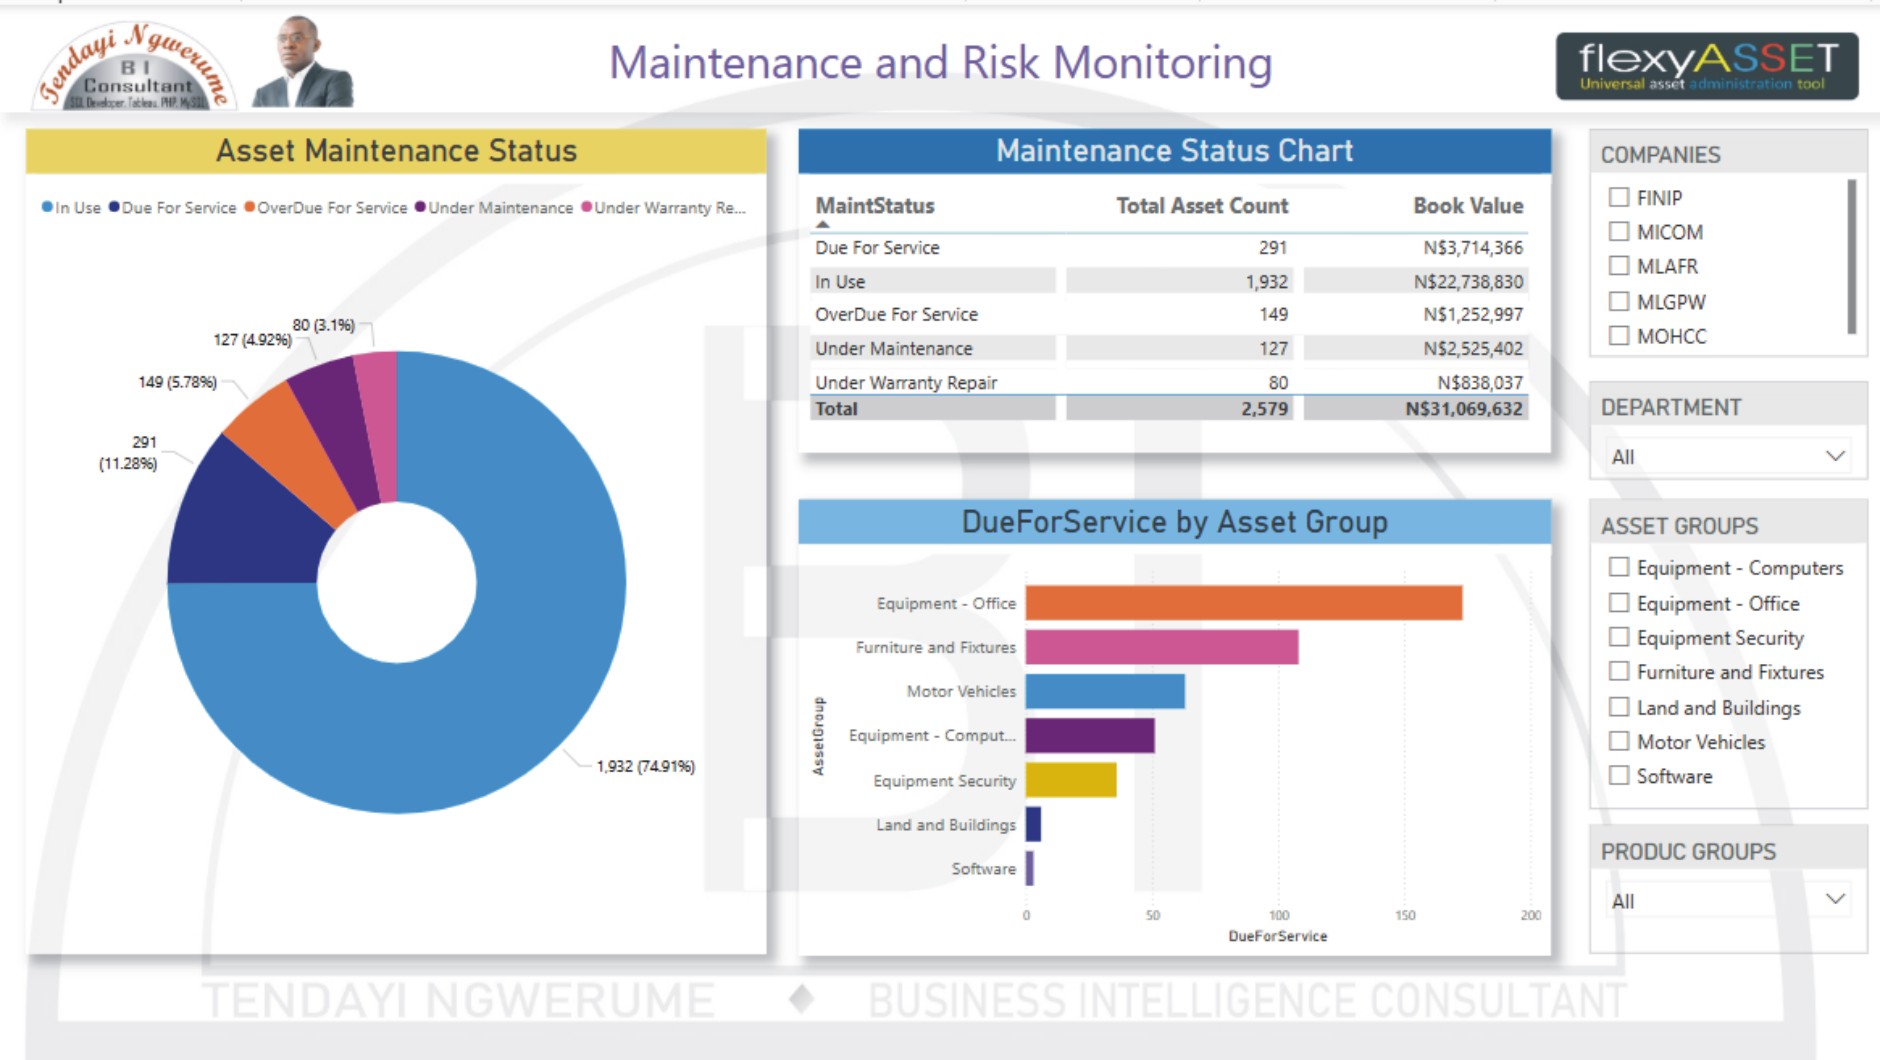 Tendayi Ngwerume
BI
Consultant
SQL Developer, Tableau, PHP, MySQL
Maintenance and Risk Monitoring
flexyASSET
Universal asset administration tool
Asset Maintenance Status
In Use Due For Service OverDue For Service Under Maintenance Under Warranty Re...
80 (3.1%)
127 (4.92%)
149 (5.78%)
291
(11.28%)
1,932 (74.91%)
Maintenance Status Chart
MaintStatus Total Asset Count Book Value
Due For Service 291 N$3,714,366
In Use 1,932 N$22,738,830
OverDue For Service 149 N$1,252,997
Under Maintenance 127 N$2,525,402
Under Warranty Repair 80 N$838,037
Total 2,579 N$31,069,632
DueForService by Asset Group
AssetGroup
Equipment - Office
Furniture and Fixtures
Motor Vehicles
Equipment - Comput...
Equipment Security
Land and Buildings
Software
0 50 100 150 200
DueForService
COMPANIES
FINIP
MICOM
MLAFR
MLGPW
MOHCC
DEPARTMENT
All
ASSET GROUPS
Equipment - Computers
Equipment - Office
Equipment Security
Furniture and Fixtures
Land and Buildings
Motor Vehicles
Software
PRODUC GROUPS
All
BI
TENDAYI NGWERUME ♦ BUSINESS INTELLIGENCE CONSULTANT